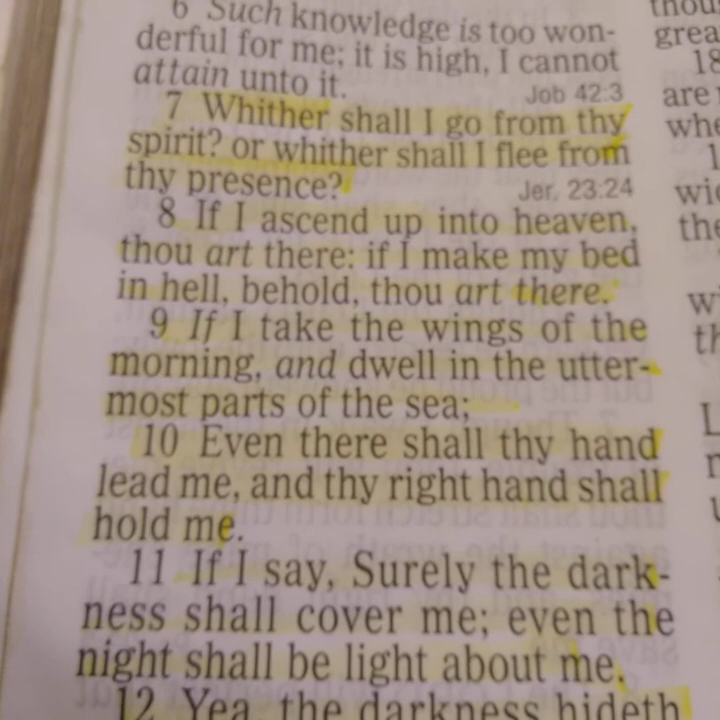 6 Such knowledge is too won-
derful for me; it is high, I cannot
attain unto it.
Job 42:3
7 Whither shall I go from thy
spirit? or whither shall I flee from
thy presence?
Jer. 23:24
8 If I ascend up into heaven,
thou art there: if I make my bed
in hell, behold, thou art there.
9 If I take the wings of the
morning, and dwell in the utter-
most parts of the sea;
10 Even there shall thy hand
lead me, and thy right hand shall
hold me.
11 If I say, Surely the dark-
ness shall cover me; even the
night shall be light about me.
12 Yea, the darkness hideth
18
are